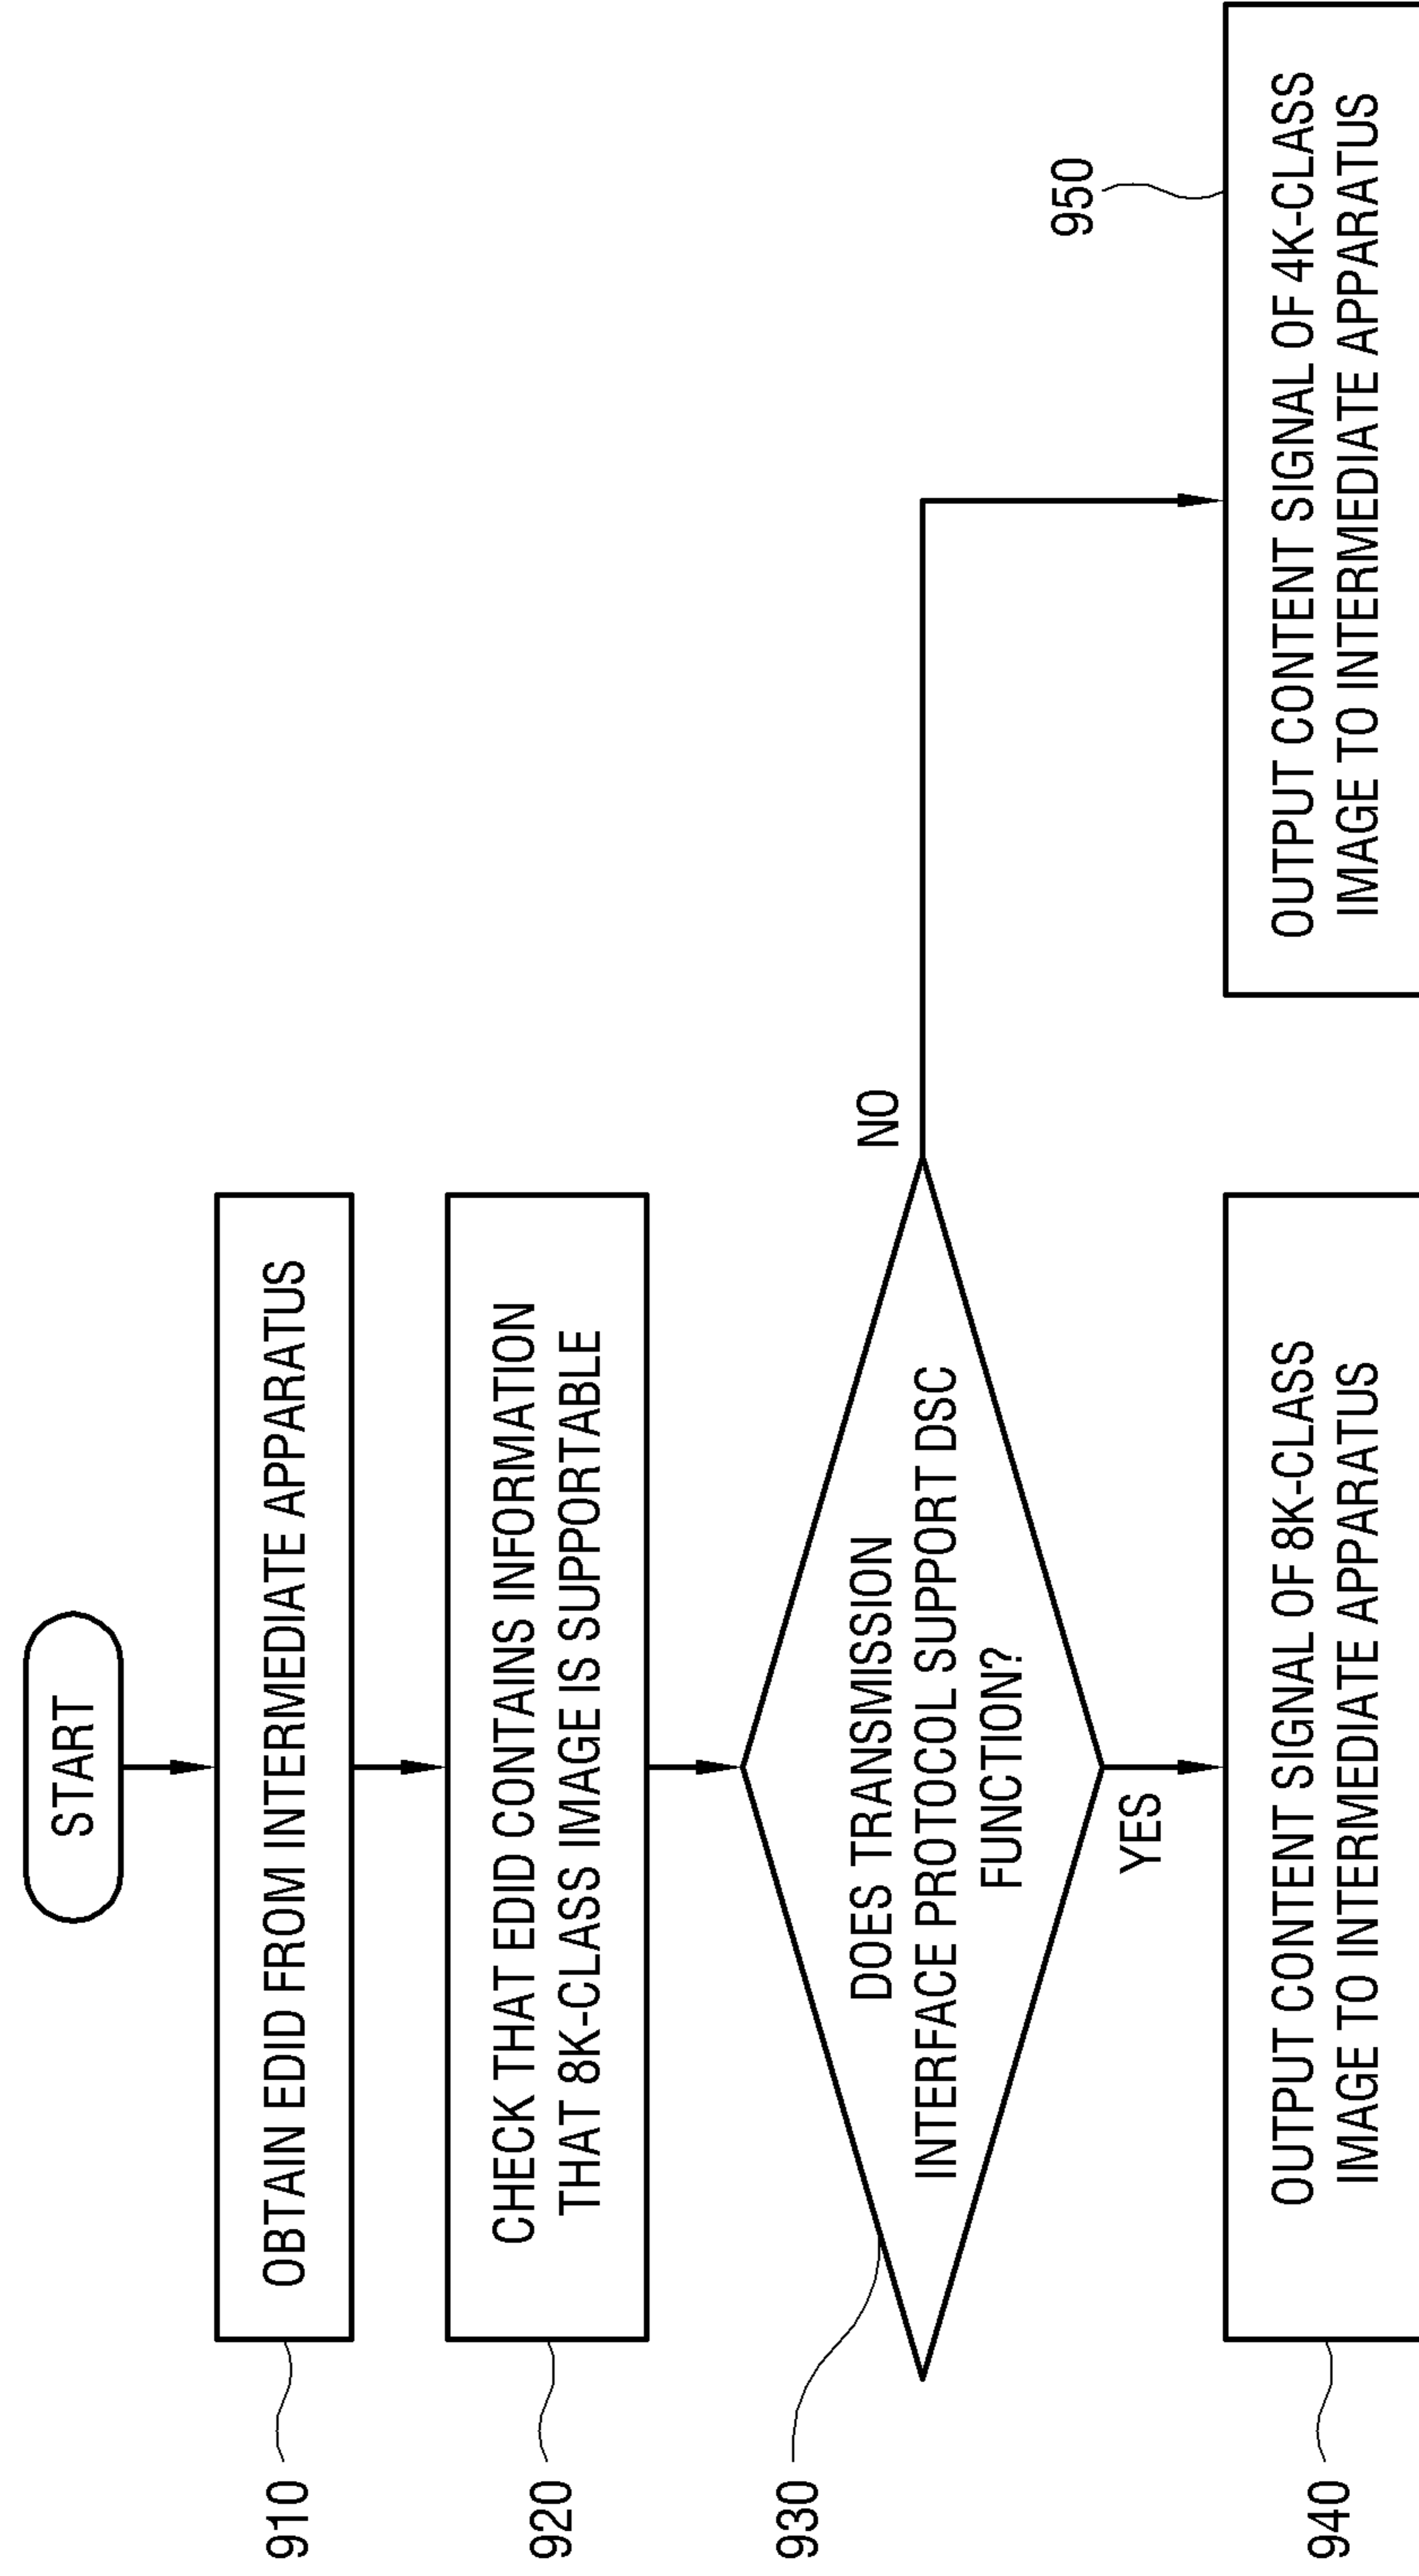 START
910
OBTAIN EDID FROM INTERMEDIATE APPARATUS
920
CHECK THAT EDID CONTAINS INFORMATION
THAT 8K-CLASS IMAGE IS SUPPORTABLE
930
DOES TRANSMISSION
INTERFACE PROTOCOL SUPPORT DSC
FUNCTION?
NO
YES
940
OUTPUT CONTENT SIGNAL OF 8K-CLASS
IMAGE TO INTERMEDIATE APPARATUS
950
OUTPUT CONTENT SIGNAL OF 4K-CLASS
IMAGE TO INTERMEDIATE APPARATUS